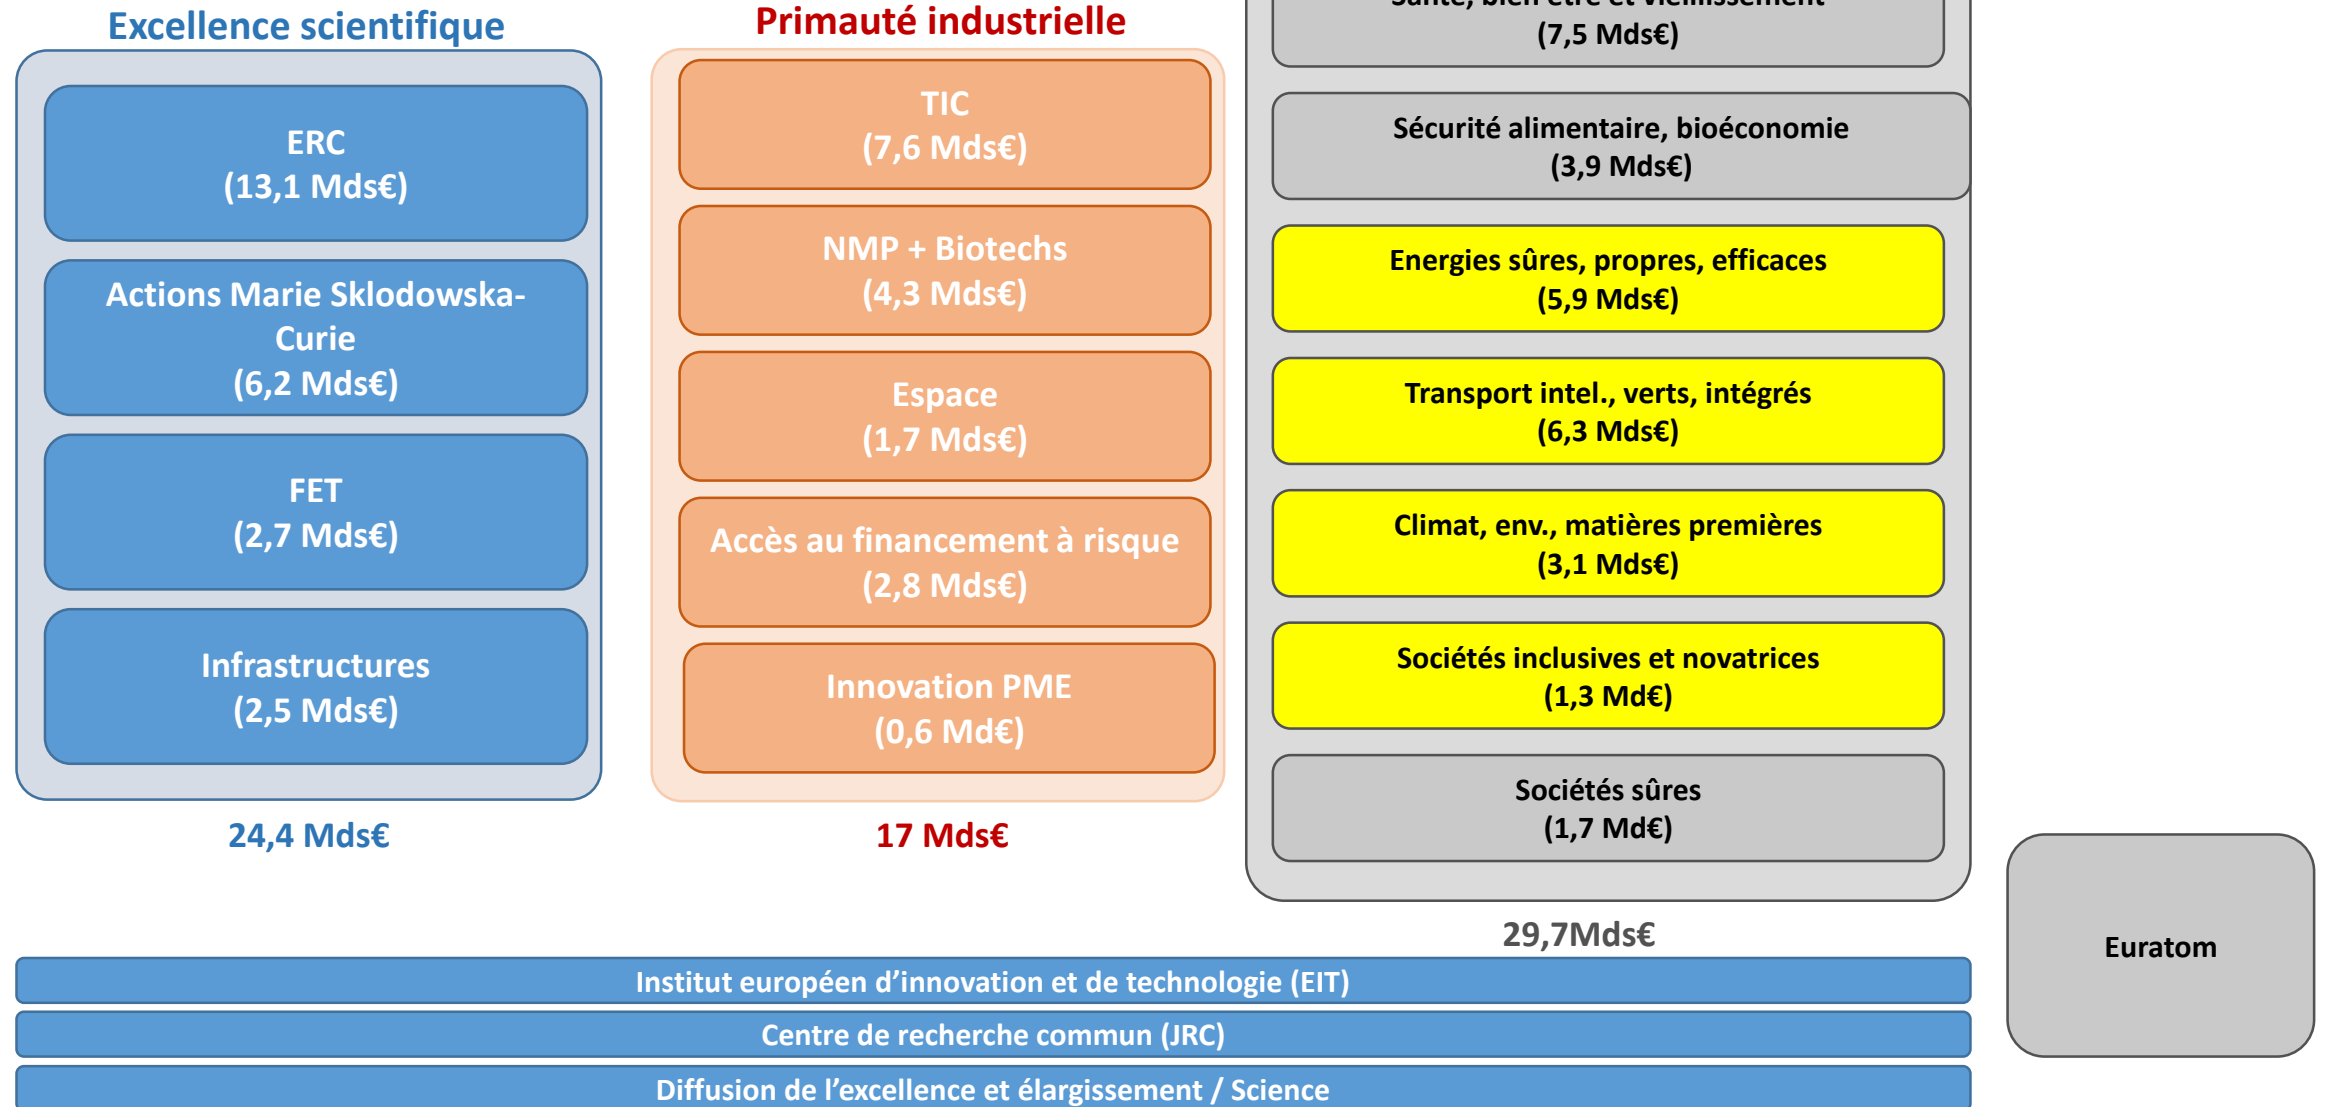 Excellence scientifique
ERC
(13,1 Mds€)
Actions Marie Sklodowska-
Curie
(6,2 Mds€)
FET
(2,7 Mds€)
Infrastructures
(2,5 Mds€)
24,4 Mds€
Primauté industrielle
TIC
(7,6 Mds€)
NMP + Biotechs
(4,3 Mds€)
Espace
(1,7 Mds€)
Accès au financement à risque
(2,8 Mds€)
Innovation PME
(0,6 Md€)
17 Mds€
Santé, bien être et vieillissement
(7,5 Mds€)
Sécurité alimentaire, bioéconomie
(3,9 Mds€)
Energies sûres, propres, efficaces
(5,9 Mds€)
Transport intel., verts, intégrés
(6,3 Mds€)
Climat, env., matières premières
(3,1 Mds€)
Sociétés inclusives et novatrices
(1,3 Md€)
Sociétés sûres
(1,7 Md€)
29,7Mds€
Euratom
Institut européen d’innovation et de technologie (EIT)
Centre de recherche commun (JRC)
Diffusion de l’excellence et élargissement / Science